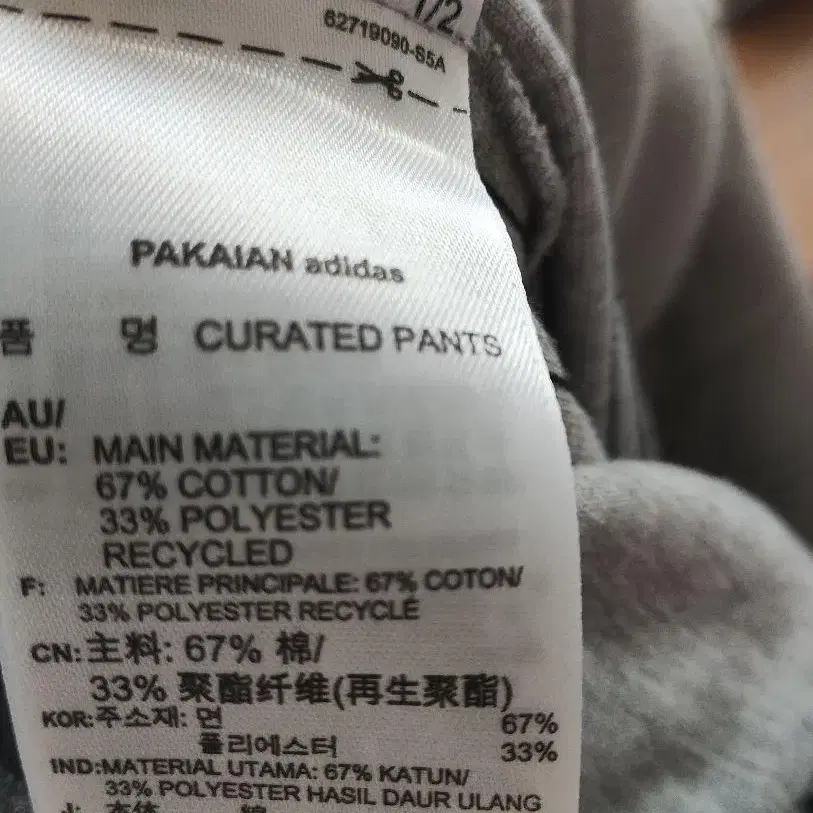 1/2
62719090-S5A
PAKAIAN adidas
품 명 CURATED PANTS
AU/
EU: MAIN MATERIAL:
67% COTTON/
33% POLYESTER
RECYCLED
F: MATIERE PRINCIPALE: 67% COTON/
33% POLYESTER RECYCLÉ
CN: 主料: 67% 棉/
33% 聚酯纤维(再生聚酯)
KOR: 주소재: 면 67%
폴리에스터 33%
IND:MATERIAL UTAMA: 67% KATUN/
33% POLYESTER HASIL DAUR ULANG